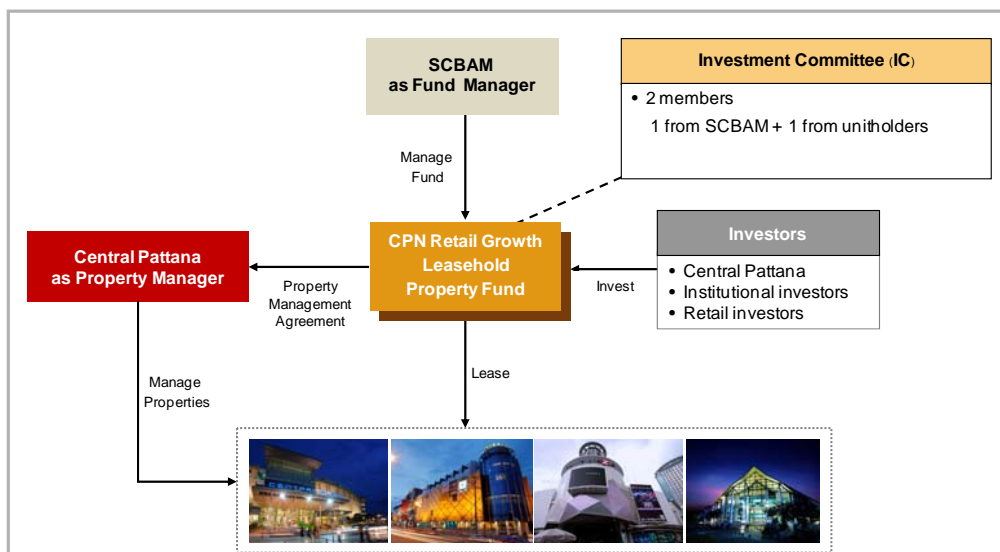 SCBAM
as Fund Manager
Investment Committee (IC)
• 2 members
1 from SCBAM + 1 from unitholders
Manage
Fund
CPN Retail Growth
Leasehold
Property Fund
Central Pattana
as Property Manager
Property
Management
Agreement
Invest
Investors
• Central Pattana
• Institutional investors
• Retail investors
Lease
Manage
Properties